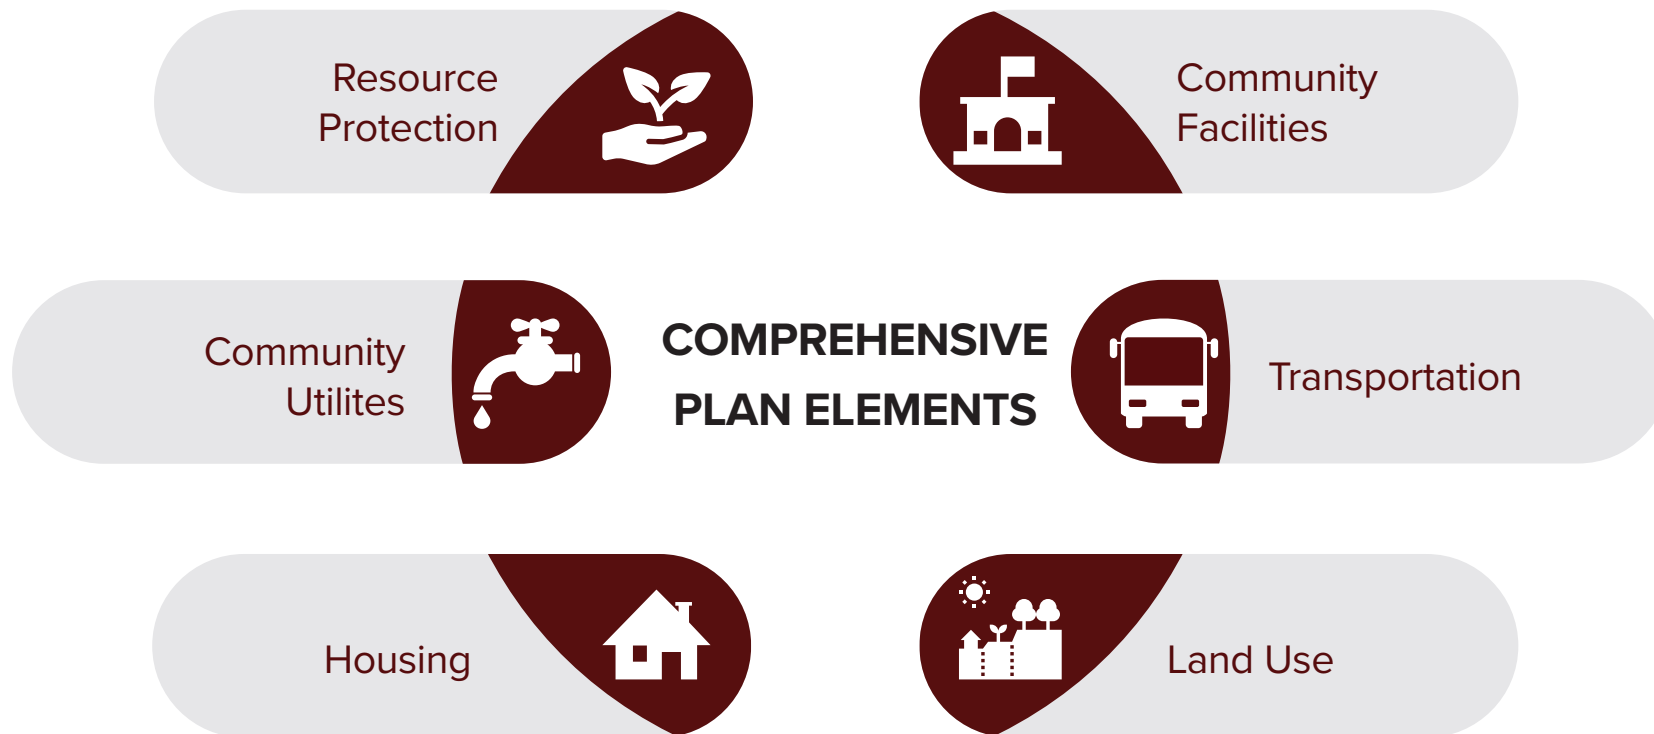 Resource
Protection
Community
Facilities
Community
Utilites
COMPREHENSIVE
PLAN ELEMENTS
Transportation
Housing
Land Use